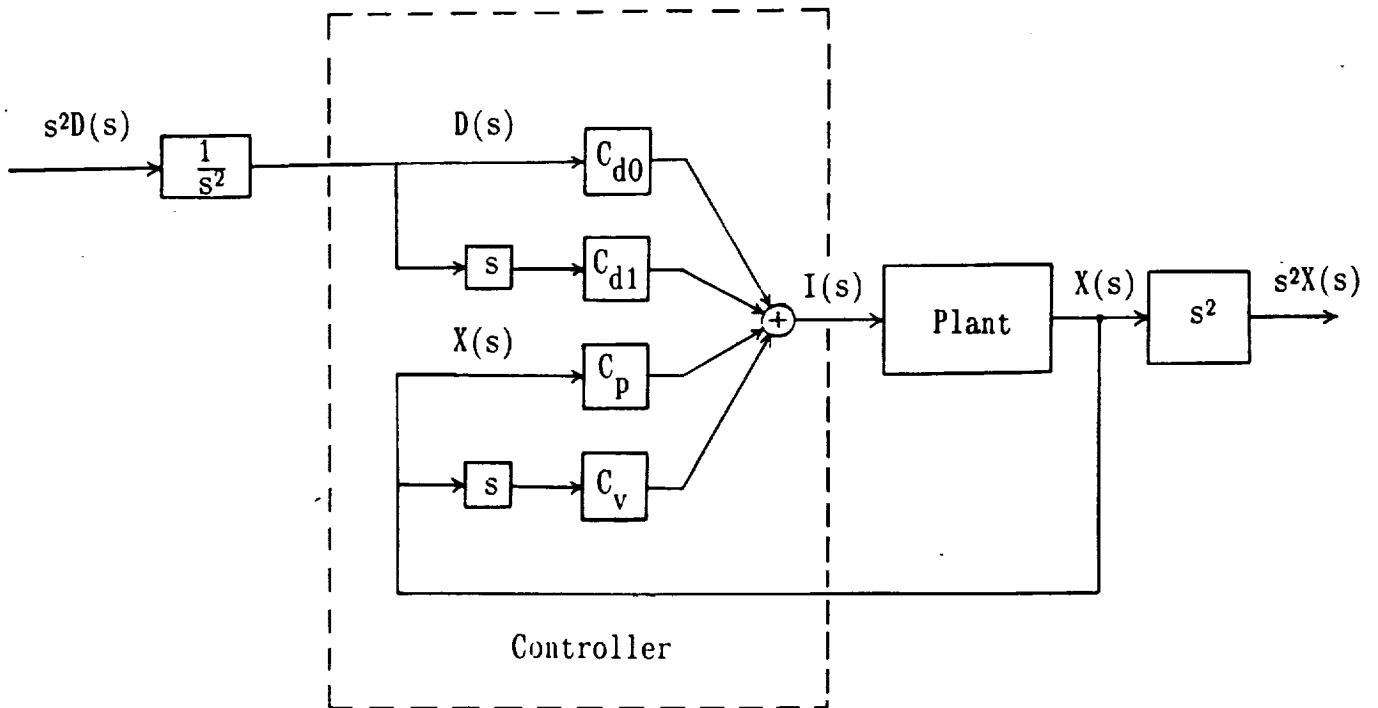 s²D(s)
1
s²
D(s)
C_d0
s
C_d1
X(s)
C_p
s
C_v
+
I(s)
Plant
X(s)
s²
s²X(s)
Controller